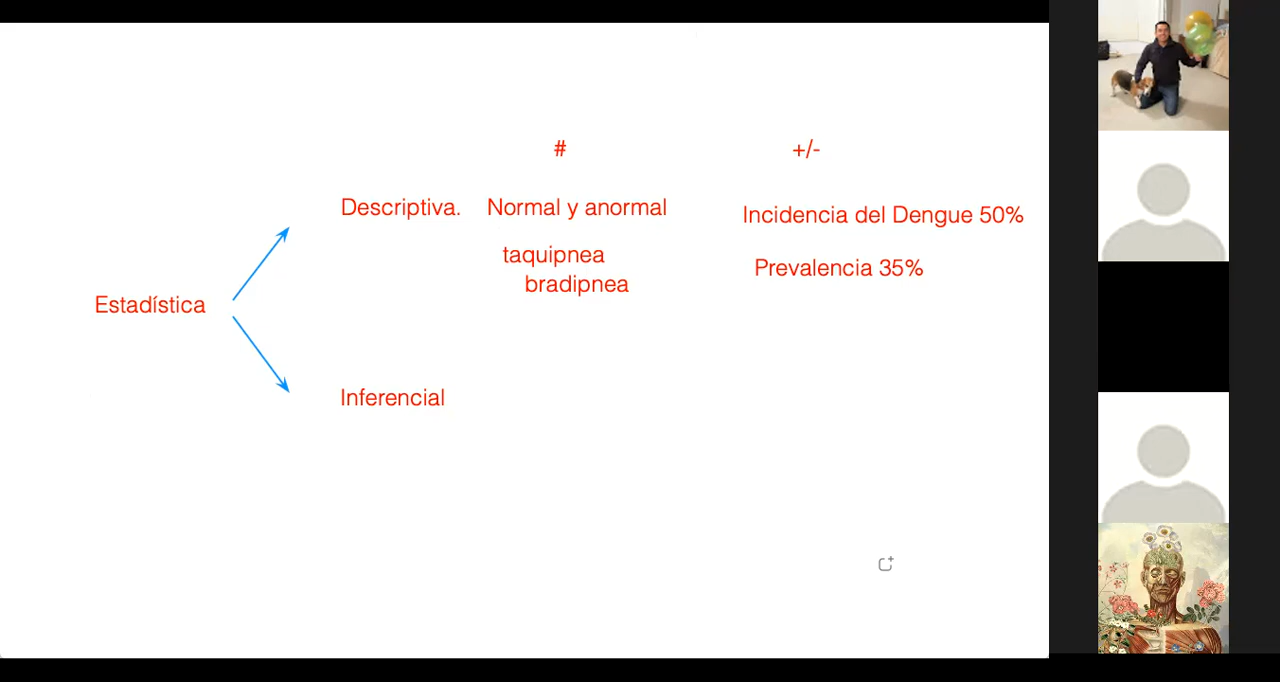 # +/-
Descriptiva. Normal y anormal Incidencia del Dengue 50%
taquipnea Prevalencia 35%
bradipnea
Estadística
Inferencial